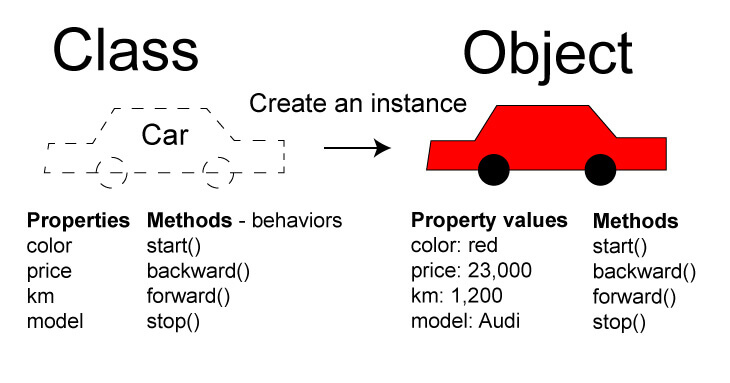 Class
Object
Create an instance
Car
Properties Methods - behaviors
color start()
price backward()
km forward()
model stop()
Property values Methods
color: red start()
price: 23,000 backward()
km: 1,200 forward()
model: Audi stop()